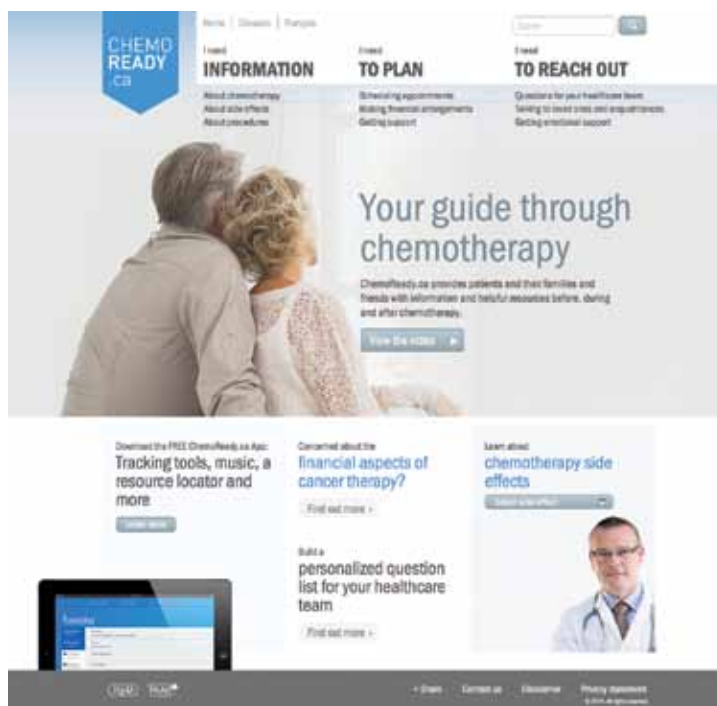 CHEMO
READY
.ca
Home | Glossary | Français
I need
INFORMATION
About chemotherapy
About side effects
About procedures
I need
TO PLAN
Scheduling appointments
Making financial arrangements
Getting support
I need
TO REACH OUT
Questions for your healthcare team
Talking to loved ones and acquaintances
Getting emotional support
Your guide through
chemotherapy
ChemoReady.ca provides patients and their families and
friends with information and helpful resources before, during
and after chemotherapy.
View the video
Download the FREE ChemoReady.ca App:
Tracking tools, music, a
resource locator and
more
Learn more
Concerned about the
financial aspects of
cancer therapy?
Find out more ›
Build a
personalized question
list for your healthcare
team
Find out more ›
Learn about
chemotherapy side
effects
Select side effect
+ Share
Contact us
Disclaimer
Privacy statement